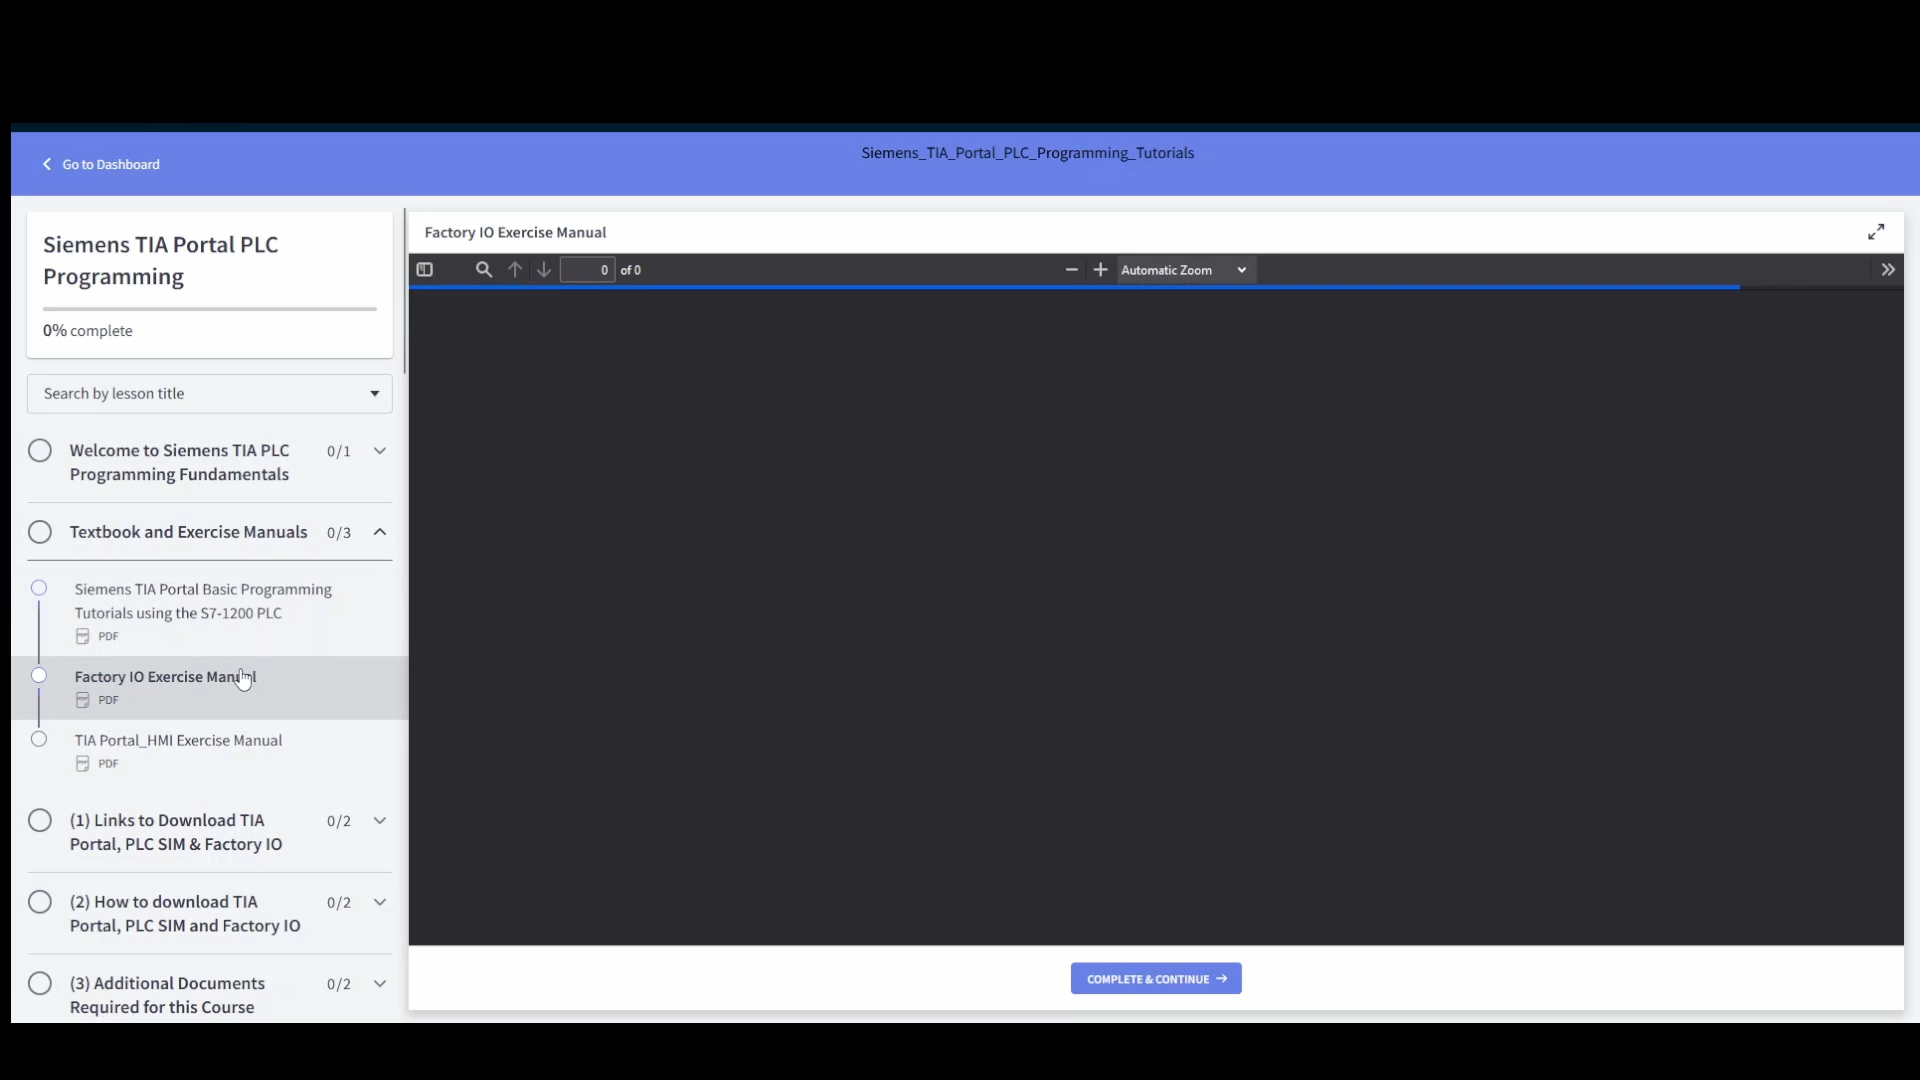 Go to Dashboard
Siemens_TIA_Portal_PLC_Programming_Tutorials
Siemens TIA Portal PLC
Programming
0% complete
Search by lesson title
Welcome to Siemens TIA PLC 0/1
Programming Fundamentals
Textbook and Exercise Manuals 0/3
Siemens TIA Portal Basic Programming
Tutorials using the S7-1200 PLC
PDF
Factory IO Exercise Manual
PDF
TIA Portal_HMI Exercise Manual
PDF
(1) Links to Download TIA 0/2
Portal, PLC SIM & Factory IO
(2) How to download TIA 0/2
Portal, PLC SIM and Factory IO
(3) Additional Documents 0/2
Required for this Course
Factory IO Exercise Manual
0 of 0 Automatic Zoom
COMPLETE & CONTINUE